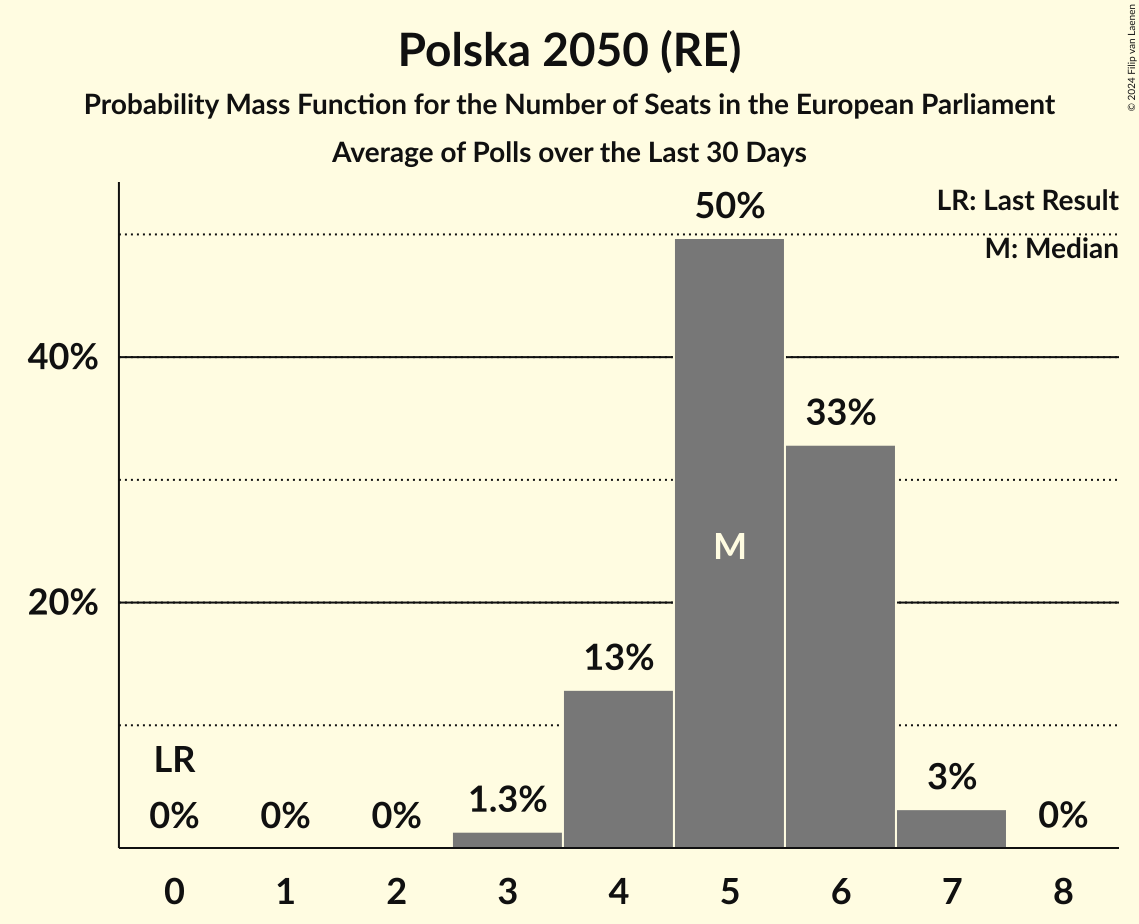 Polska 2050 (RE)
Probability Mass Function for the Number of Seats in the European Parliament
Average of Polls over the Last 30 Days
© 2024 Filip van Laenen
LR: Last Result
M: Median
50%
40%
33%
M
20%
13%
LR
0%
0%
0%
1.3%
3%
0%
0 1 2 3 4 5 6 7 8